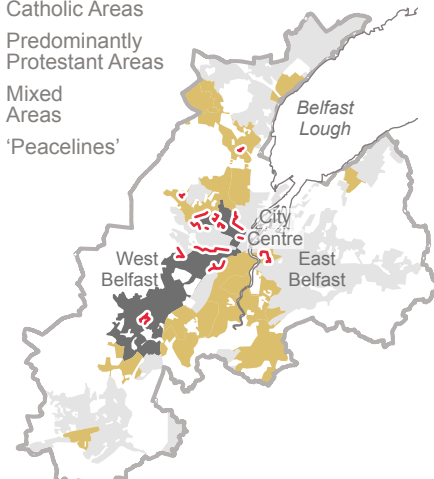 Catholic Areas
Predominantly
Protestant Areas
Mixed
Areas
‘Peacelines’
Belfast
Lough
City
Centre
West
Belfast
East
Belfast